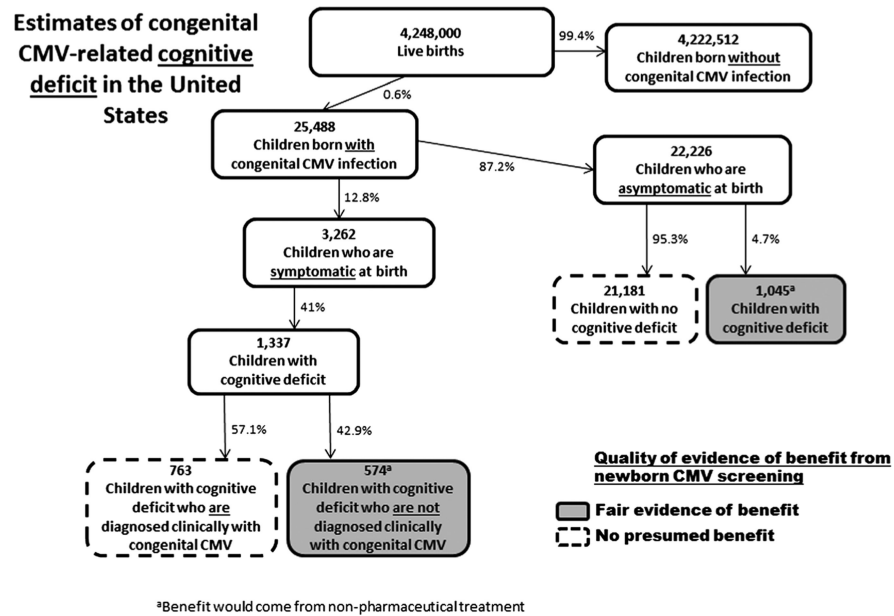 Estimates of congenital
CMV-related cognitive
deficit in the United
States
4,248,000
Live births
99.4%
4,222,512
Children born without
congenital CMV infection
0.6%
25,488
Children born with
congenital CMV infection
87.2%
22,226
Children who are
asymptomatic at birth
12.8%
3,262
Children who are
symptomatic at birth
95.3%
4.7%
21,181
Children with no
cognitive deficit
1,045ᵃ
Children with
cognitive deficit
41%
1,337
Children with
cognitive deficit
57.1%
42.9%
763
Children with cognitive
deficit who are
diagnosed clinically with
congenital CMV
574ᵃ
Children with cognitive
deficit who are not
diagnosed clinically
with congenital CMV
Quality of evidence of benefit from
newborn CMV screening
Fair evidence of benefit
No presumed benefit
ᵃBenefit would come from non-pharmaceutical treatment